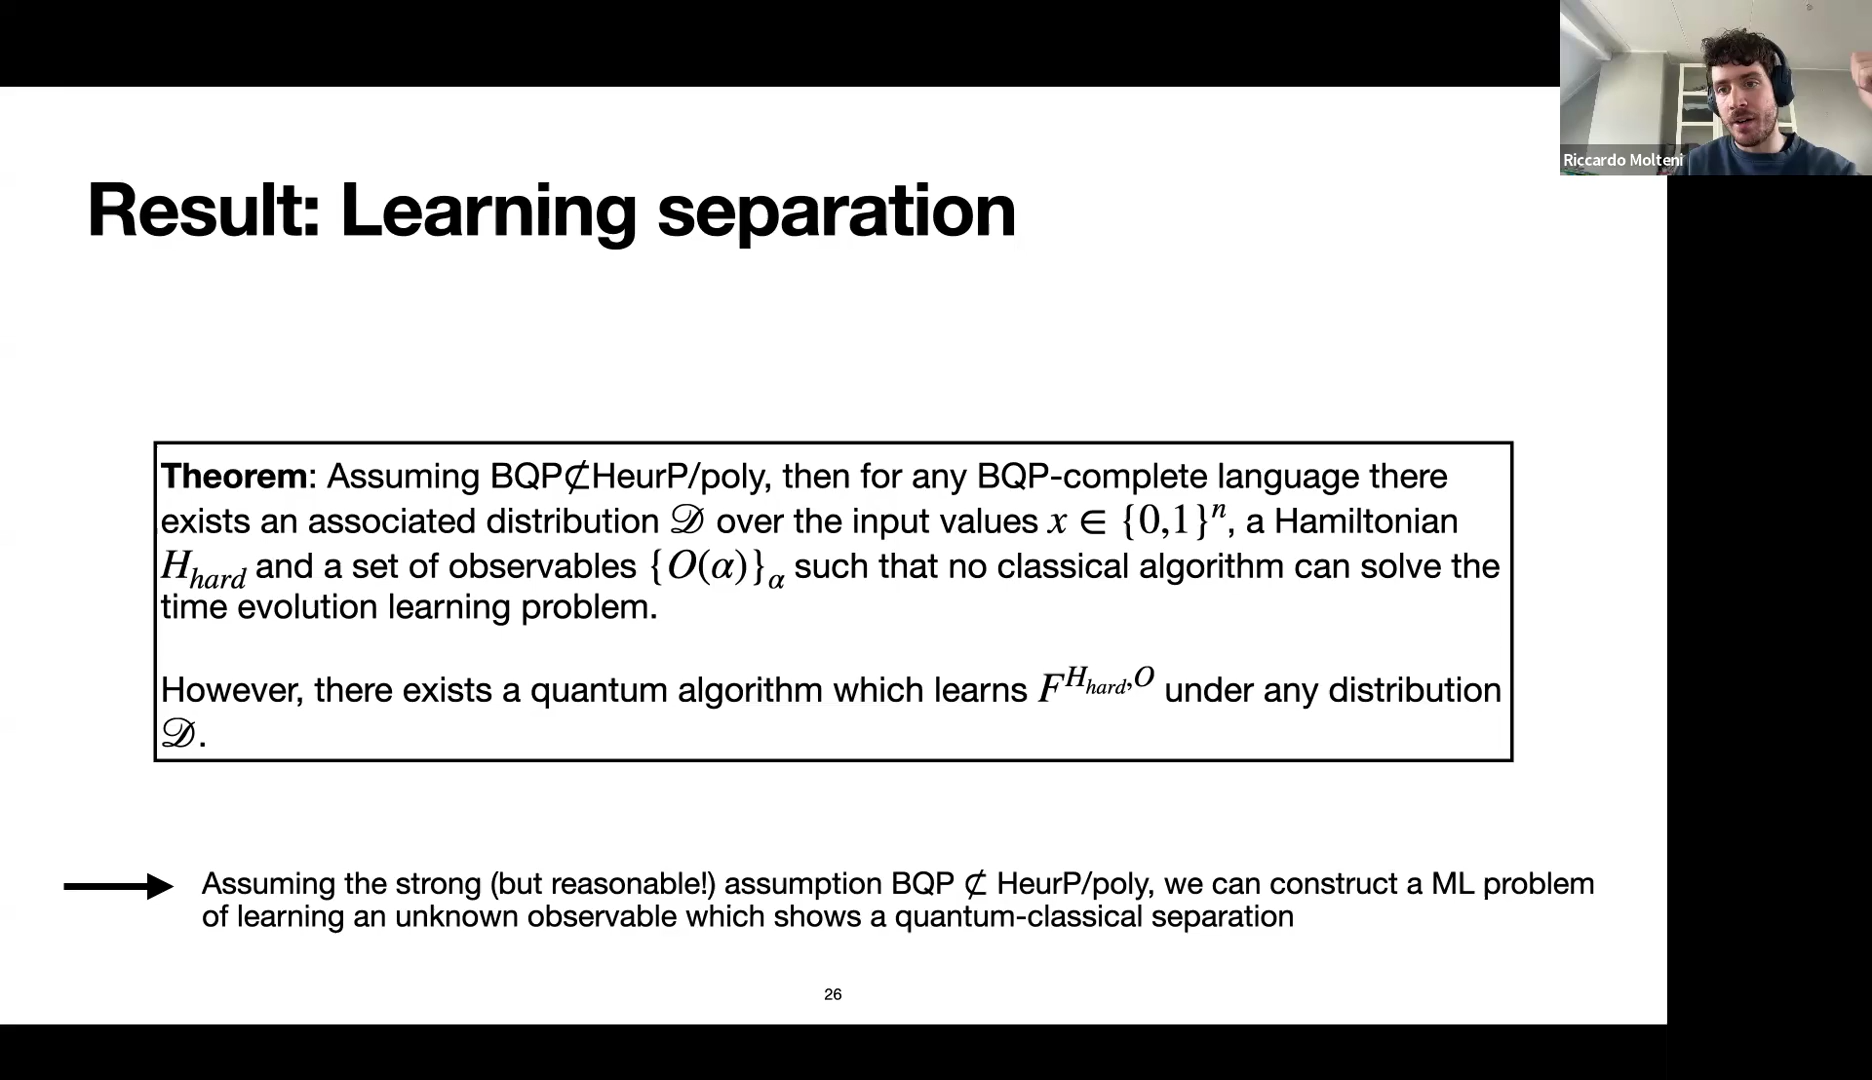 Riccardo Molteni
Result: Learning separation
Theorem: Assuming BQP⊄HeurP/poly, then for any BQP-complete language there
exists an associated distribution 𝒟 over the input values x ∈ {0,1}ⁿ, a Hamiltonian
H_hard and a set of observables {O(α)}_α such that no classical algorithm can solve the
time evolution learning problem.
However, there exists a quantum algorithm which learns F^{H_hard,O} under any distribution
𝒟.
Assuming the strong (but reasonable!) assumption BQP ⊄ HeurP/poly, we can construct a ML problem
of learning an unknown observable which shows a quantum-classical separation
26